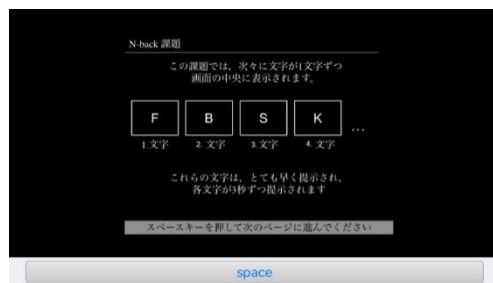 N-back 課題
この課題では，次々に文字が1文字ずつ
画面の中央に表示されます。
F B S K ...
1.文字 2. 文字 3.文字 4. 文字
これらの文字は，とても早く提示され，
各文字が3秒ずつ提示されます
スペースキーを押して次のページに進んでください
space